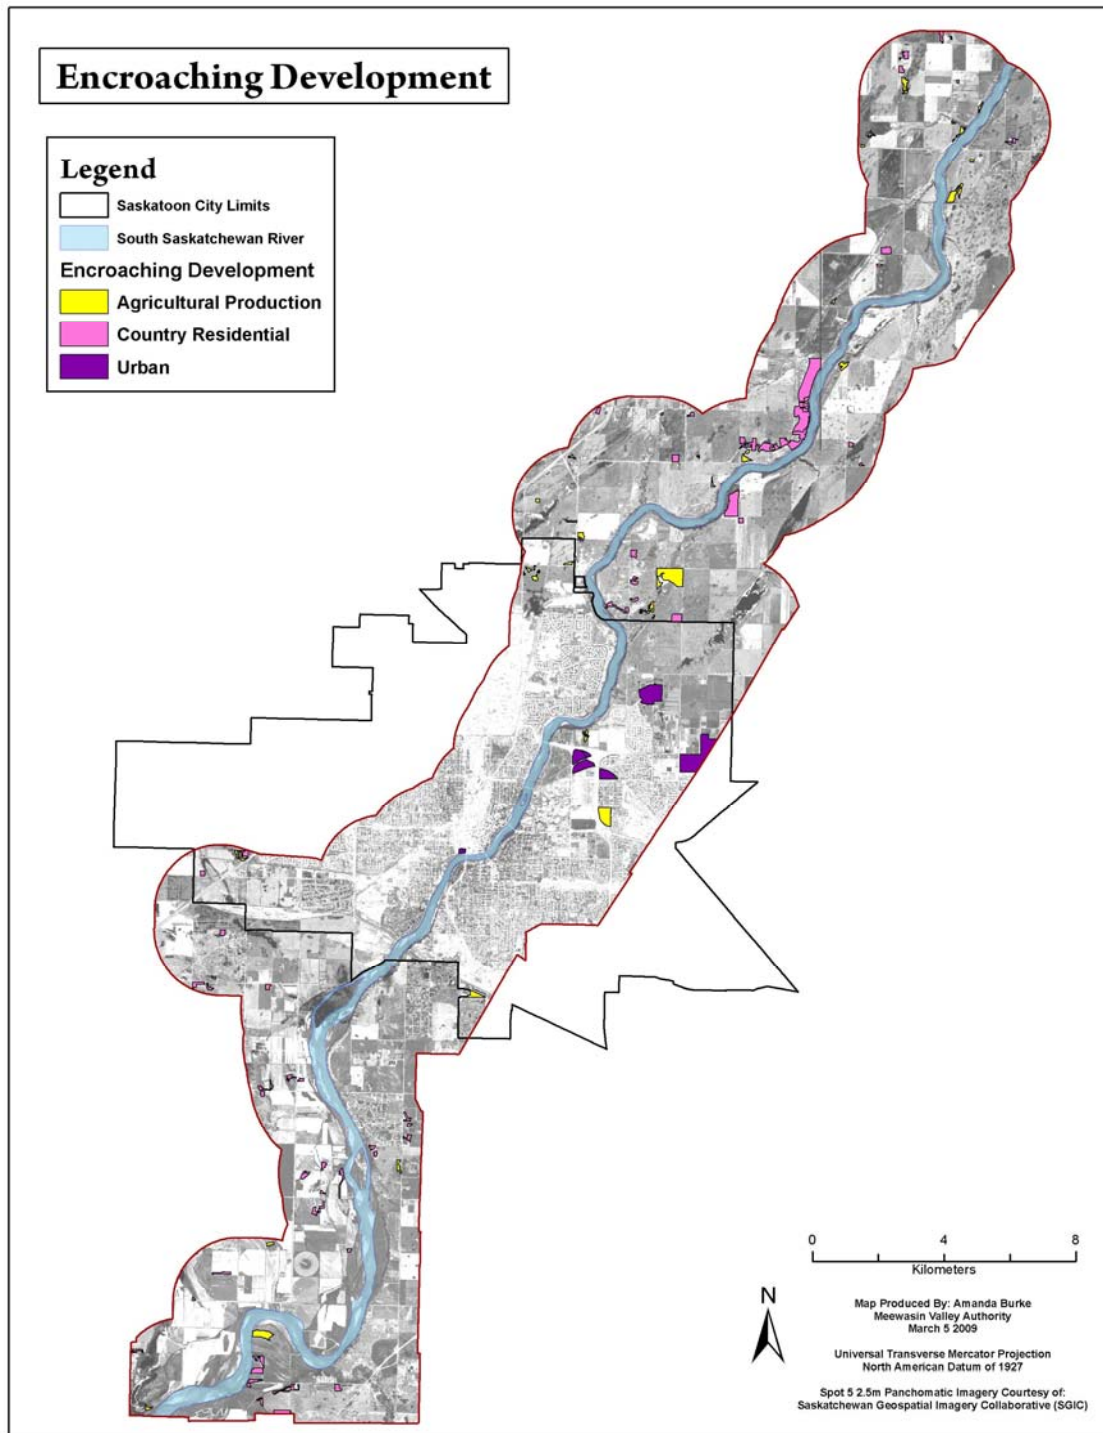 Encroaching Development
Legend
Saskatoon City Limits
South Saskatchewan River
Encroaching Development
Agricultural Production
Country Residential
Urban
0 4 8
Kilometers
N
Map Produced By: Amanda Burke
Meewasin Valley Authority
March 5 2009
Universal Transverse Mercator Projection
North American Datum of 1927
Spot 5 2.5m Panchomatic Imagery Courtesy of:
Saskatchewan Geospatial Imagery Collaborative (SGIC)